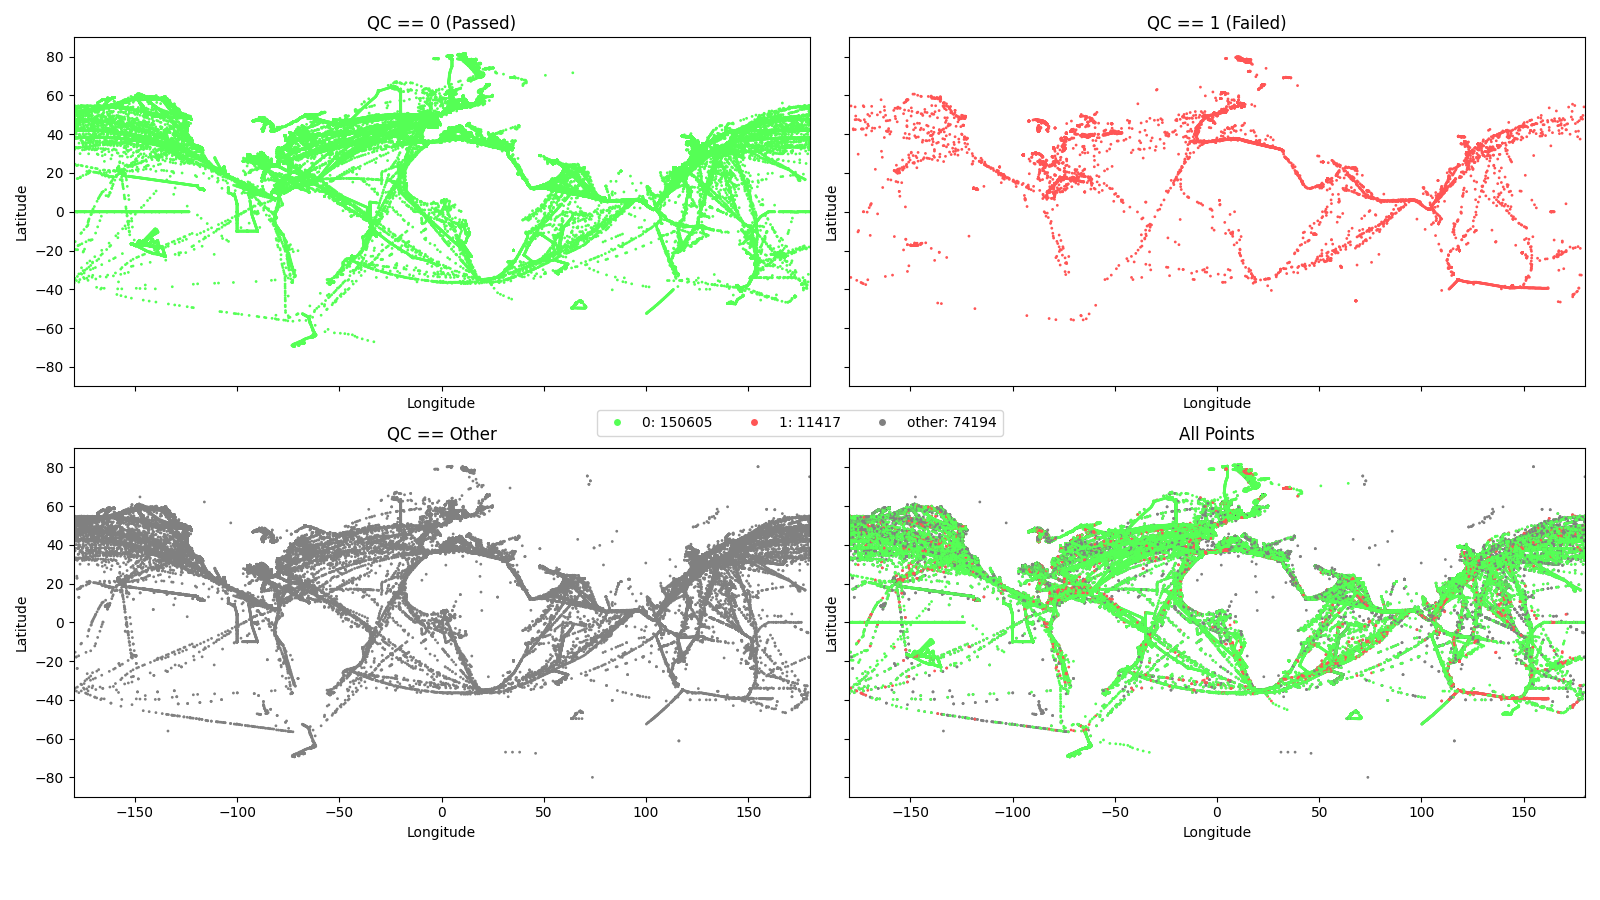 QC == 0 (Passed)
QC == 1 (Failed)
80
60
40
20
0
−20
−40
−60
−80
Latitude
Latitude
Longitude
Longitude
0: 150605 1: 11417 other: 74194
QC == Other
All Points
80
60
40
20
0
−20
−40
−60
−80
Latitude
Latitude
−150 −100 −50 0 50 100 150
−150 −100 −50 0 50 100 150
Longitude
Longitude